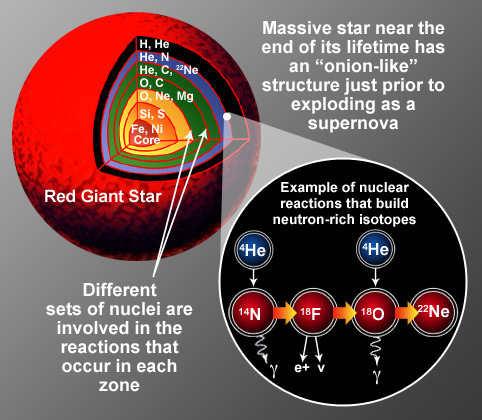 Massive star near the
end of its lifetime has
an “onion-like”
structure just prior to
exploding as a
supernova
H, He
He, N
He, C, ²²Ne
O, C
O, Ne, Mg
Si, S
Fe, Ni
Core
Red Giant Star
Different
sets of nuclei are
involved in the
reactions that
occur in each
zone
Example of nuclear
reactions that build
neutron-rich isotopes
⁴He ⁴He
¹⁴N ¹⁸F ¹⁸O ²²Ne
γ e+ ν γ